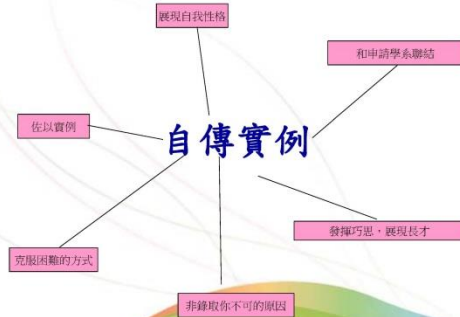 展現自我性格
和申請學系聯結
佐以實例
自傳實例
發揮巧思，展現長才
克服困難的方式
非錄取你不可的原因